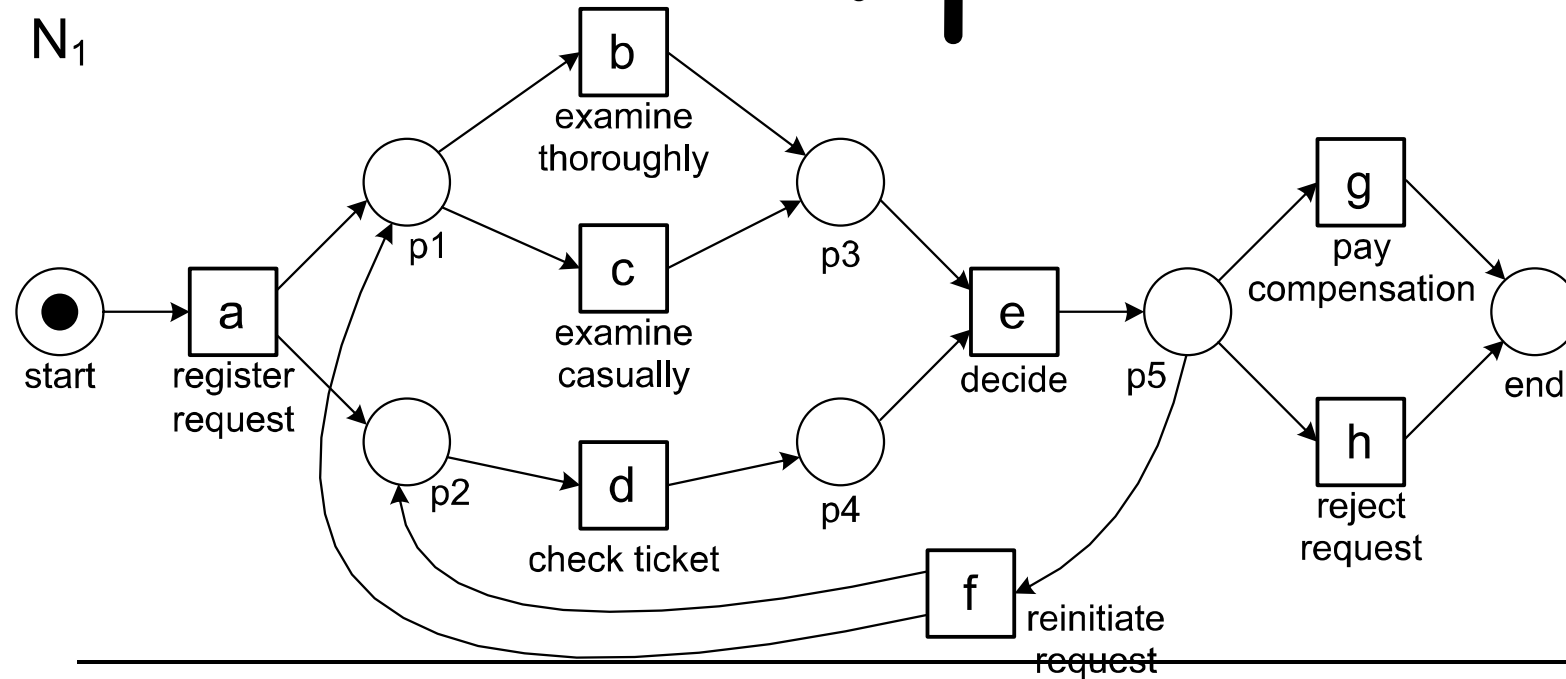 N1
b
examine
thoroughly
p1
c
examine
casually
p3
start
a
register
request
p2
d
check ticket
p4
e
decide
p5
g
pay
compensation
h
reject
request
end
f
reinitiate
request